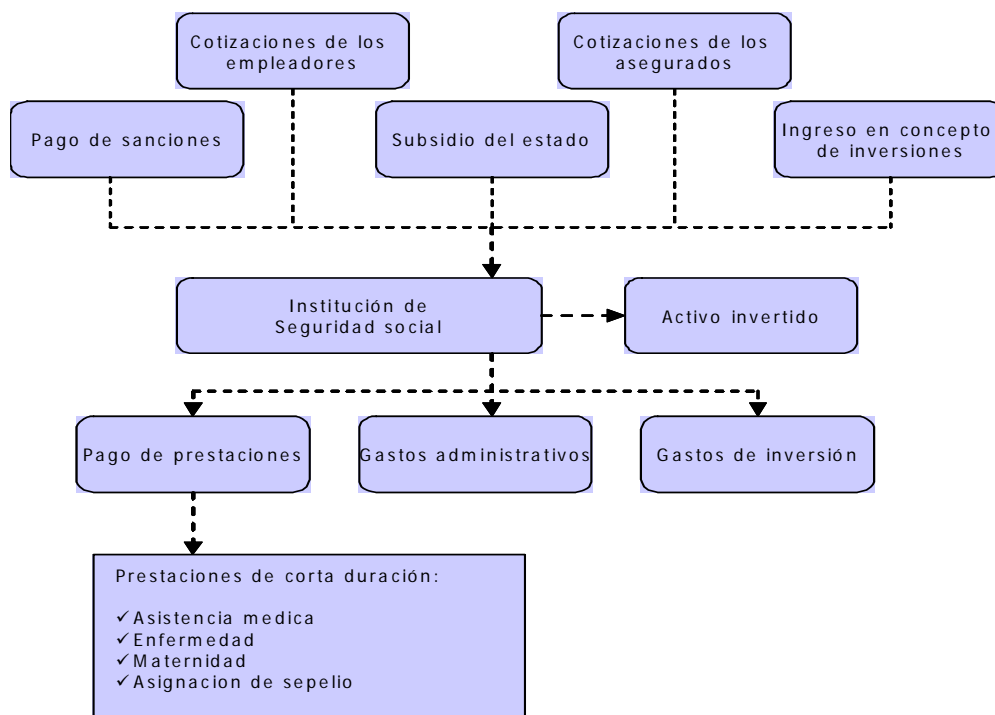 Cotizaciones de los
empleadores
Cotizaciones de los
asegurados
Pago de sanciones
Subsidio del estado
Ingreso en concepto
de inversiones
Institución de
Seguridad social
Activo invertido
Pago de prestaciones
Gastos administrativos
Gastos de inversión
Prestaciones de corta duración:
✓Asistencia medica
✓Enfermedad
✓Maternidad
✓Asignacion de sepelio